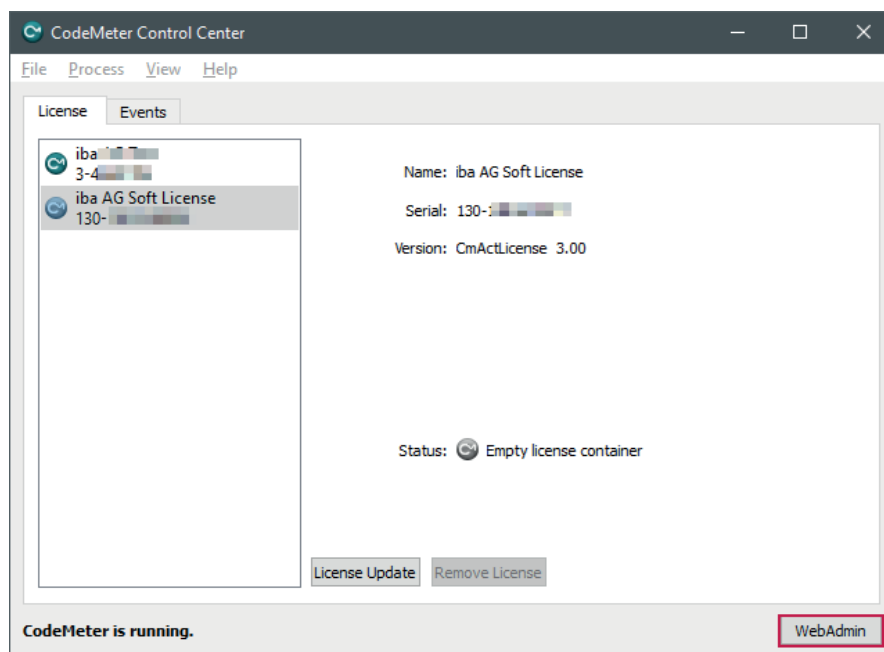 CodeMeter Control Center
File Process View Help
License Events
iba
3-4
iba AG Soft License
130-
Name: iba AG Soft License
Serial: 130-
Version: CmActLicense 3.00
Status: Empty license container
License Update Remove License
CodeMeter is running.
WebAdmin